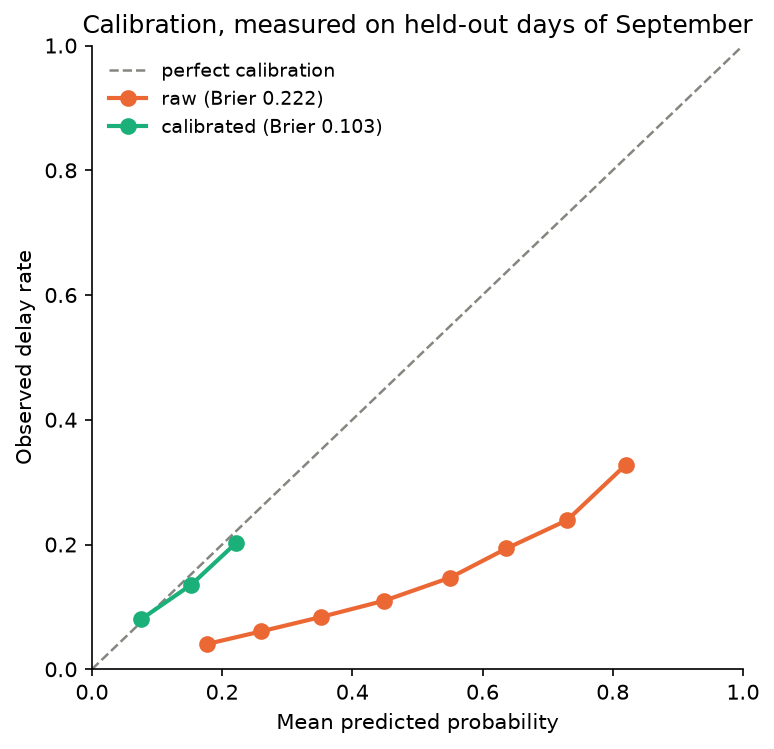 Calibration, measured on held-out days of September
perfect calibration
raw (Brier 0.222)
calibrated (Brier 0.103)
Observed delay rate
1.0
0.8
0.6
0.4
0.2
0.0
0.0 0.2 0.4 0.6 0.8 1.0
Mean predicted probability